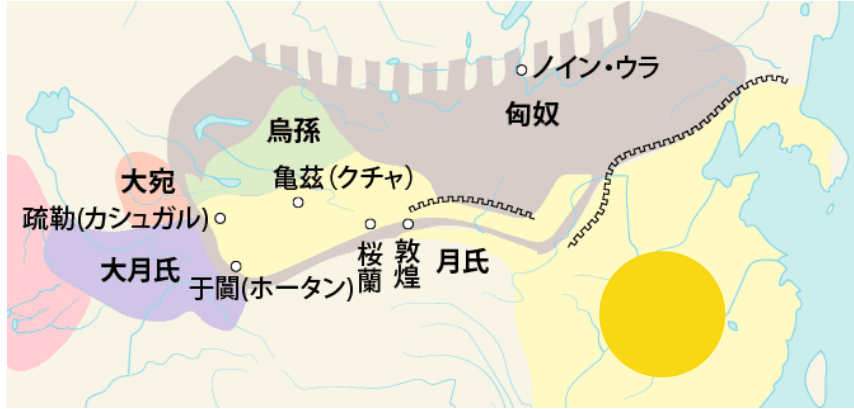 ノイン・ウラ
匈奴
烏孫
亀茲(クチャ)
大宛
疏勒(カシュガル)
大月氏
于闐(ホータン)
桜蘭
敦煌
月氏